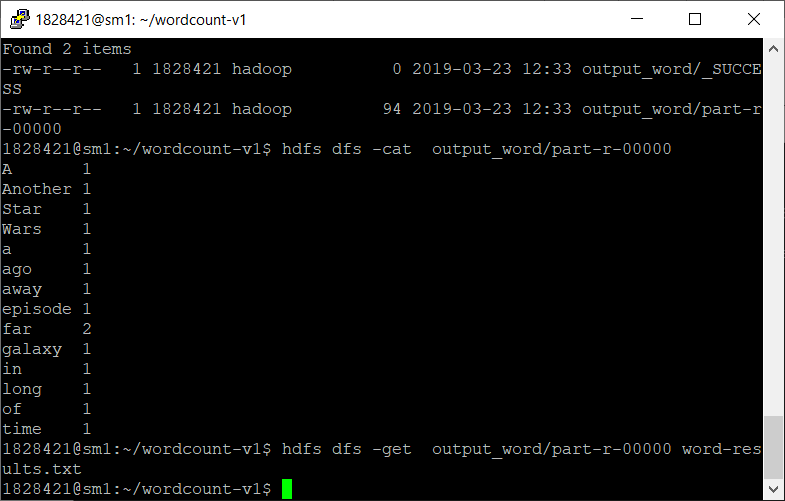 1828421@sm1: ~/wordcount-v1
Found 2 items
-rw-r--r--   1 1828421 hadoop          0 2019-03-23 12:33 output_word/_SUCCE
SS
-rw-r--r--   1 1828421 hadoop         94 2019-03-23 12:33 output_word/part-r
-00000
1828421@sm1:~/wordcount-v1$ hdfs dfs -cat  output_word/part-r-00000
A       1
Another 1
Star    1
Wars    1
a       1
ago     1
away    1
episode 1
far     2
galaxy  1
in      1
long    1
of      1
time    1
1828421@sm1:~/wordcount-v1$ hdfs dfs -get  output_word/part-r-00000 word-res
ults.txt
1828421@sm1:~/wordcount-v1$